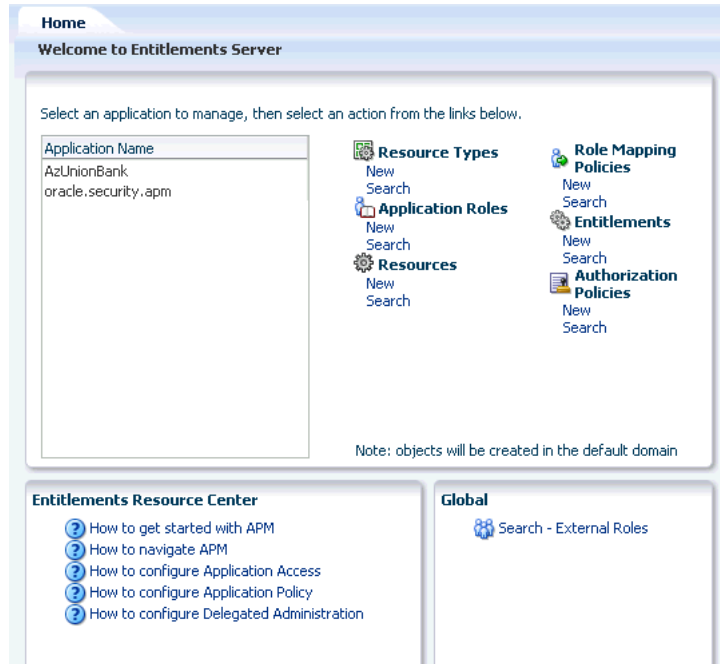 Home
Welcome to Entitlements Server
Select an application to manage, then select an action from the links below.
Application Name
AzUnionBank
oracle.security.apm
Resource Types
New
Search
Application Roles
New
Search
Resources
New
Search
Role Mapping
Policies
New
Search
Entitlements
New
Search
Authorization
Policies
New
Search
Note: objects will be created in the default domain
Entitlements Resource Center
How to get started with APM
How to navigate APM
How to configure Application Access
How to configure Application Policy
How to configure Delegated Administration
Global
Search - External Roles